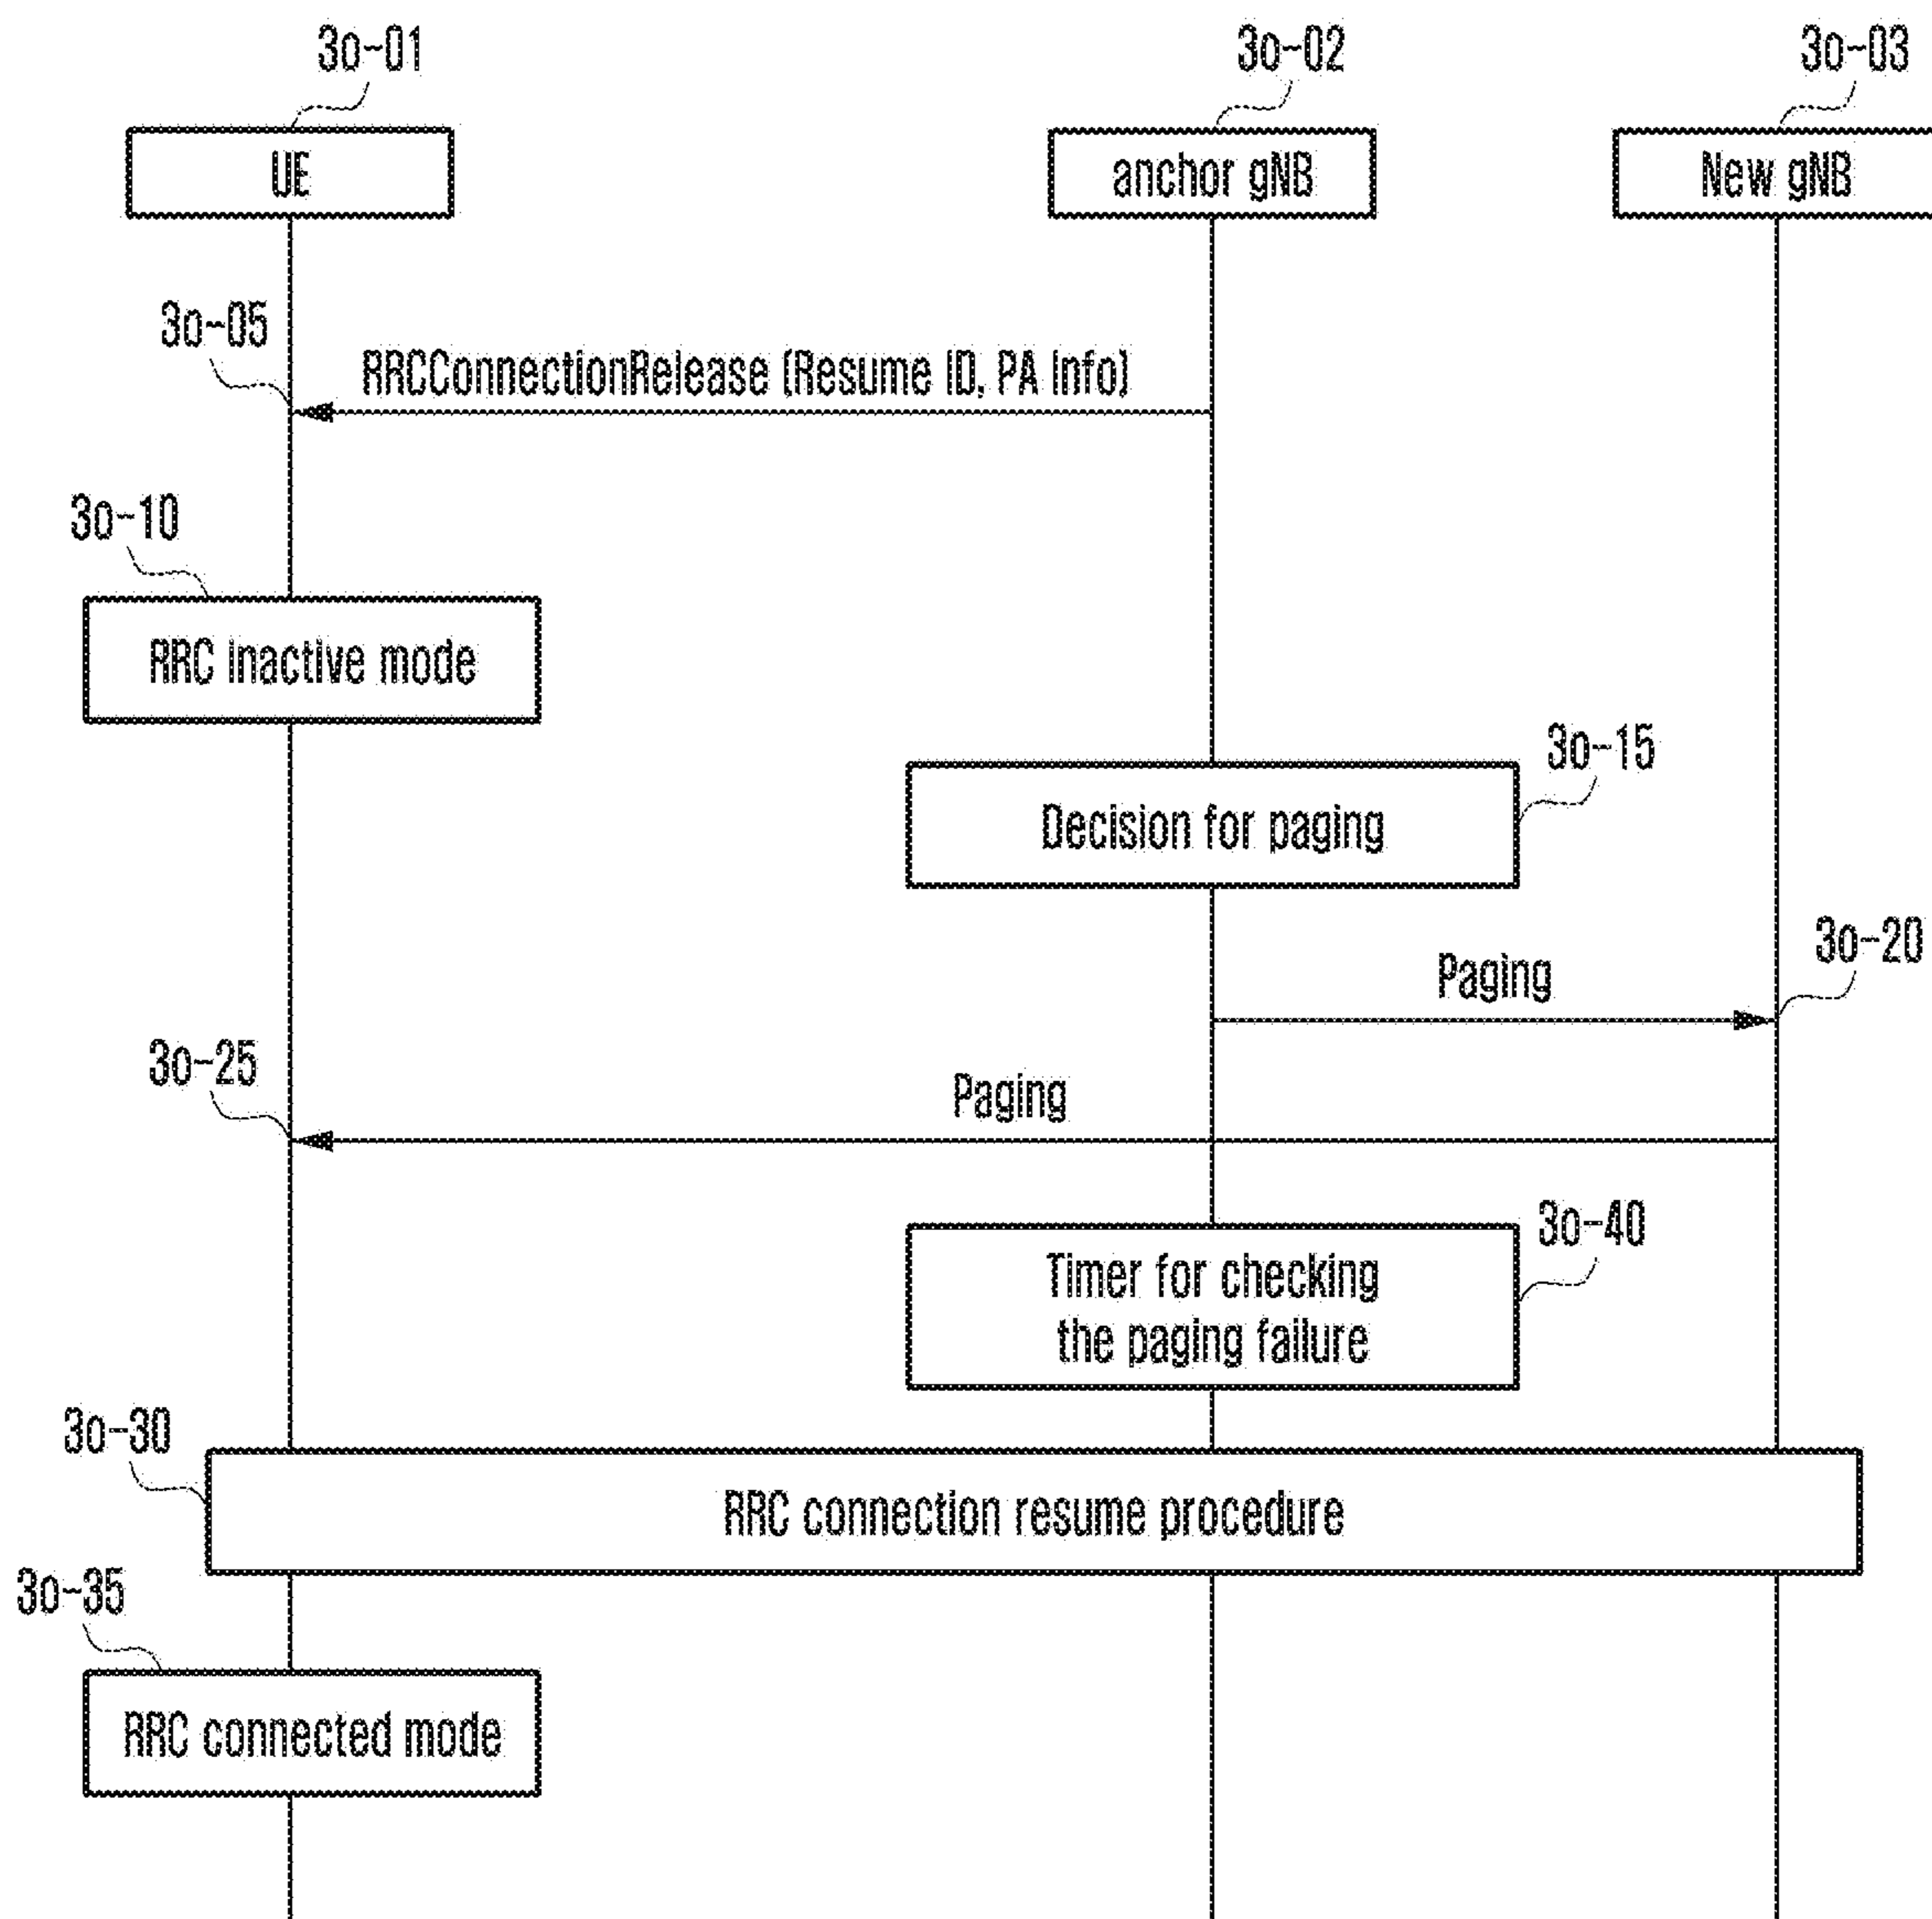 3o-01
3o-02
3o-03
UE
anchor gNB
New gNB
3o-05
RRCConnectionRelease (Resume ID, PA Info)
3o-10
RRC inactive mode
3o-15
Decision for paging
3o-20
Paging
3o-25
Paging
3o-40
Timer for checking
the paging failure
3o-30
RRC connection resume procedure
3o-35
RRC connected mode